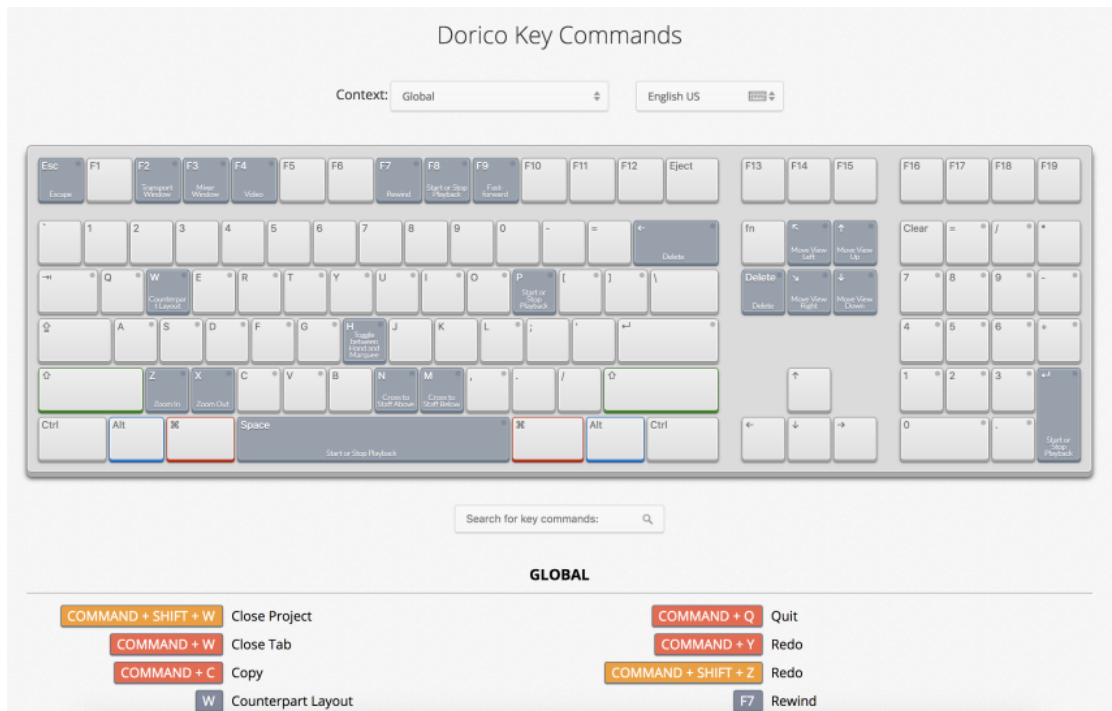 Dorico Key Commands
Context: Global English US
Esc F1 F2 F3 F4 F5 F6 F7 F8 F9 F10 F11 F12 Eject F13 F14 F15 F16 F17 F18 F19
Escape Transport Window Mixer Window Video Rewind Start or Stop Playback Fast-forward
` 1 2 3 4 5 6 7 8 9 0 - = ← fn ↖ ↑ Clear = / *
Delete Move View Left Move View Up
⇥ Q W E R T Y U I O P [ ] \ Delete ↘ ↓ 7 8 9 -
Counterpart Layout Start or Stop Playback Delete Move View Right Move View Down
⇪ A S D F G H J K L ; ' ↵ 4 5 6 +
Toggle between Hand and Marquee
⇧ Z X C V B N M , . / ⇧ ↑ 1 2 3 ↵
Zoom In Zoom Out Cross to Staff Above Cross to Staff Below
Ctrl Alt ⌘ Space ⌘ Alt Ctrl ← ↓ → 0 .
Start or Stop Playback Start or Stop Playback
Search for key commands:
GLOBAL
COMMAND + SHIFT + W Close Project COMMAND + Q Quit
COMMAND + W Close Tab COMMAND + Y Redo
COMMAND + C Copy COMMAND + SHIFT + Z Redo
W Counterpart Layout F7 Rewind